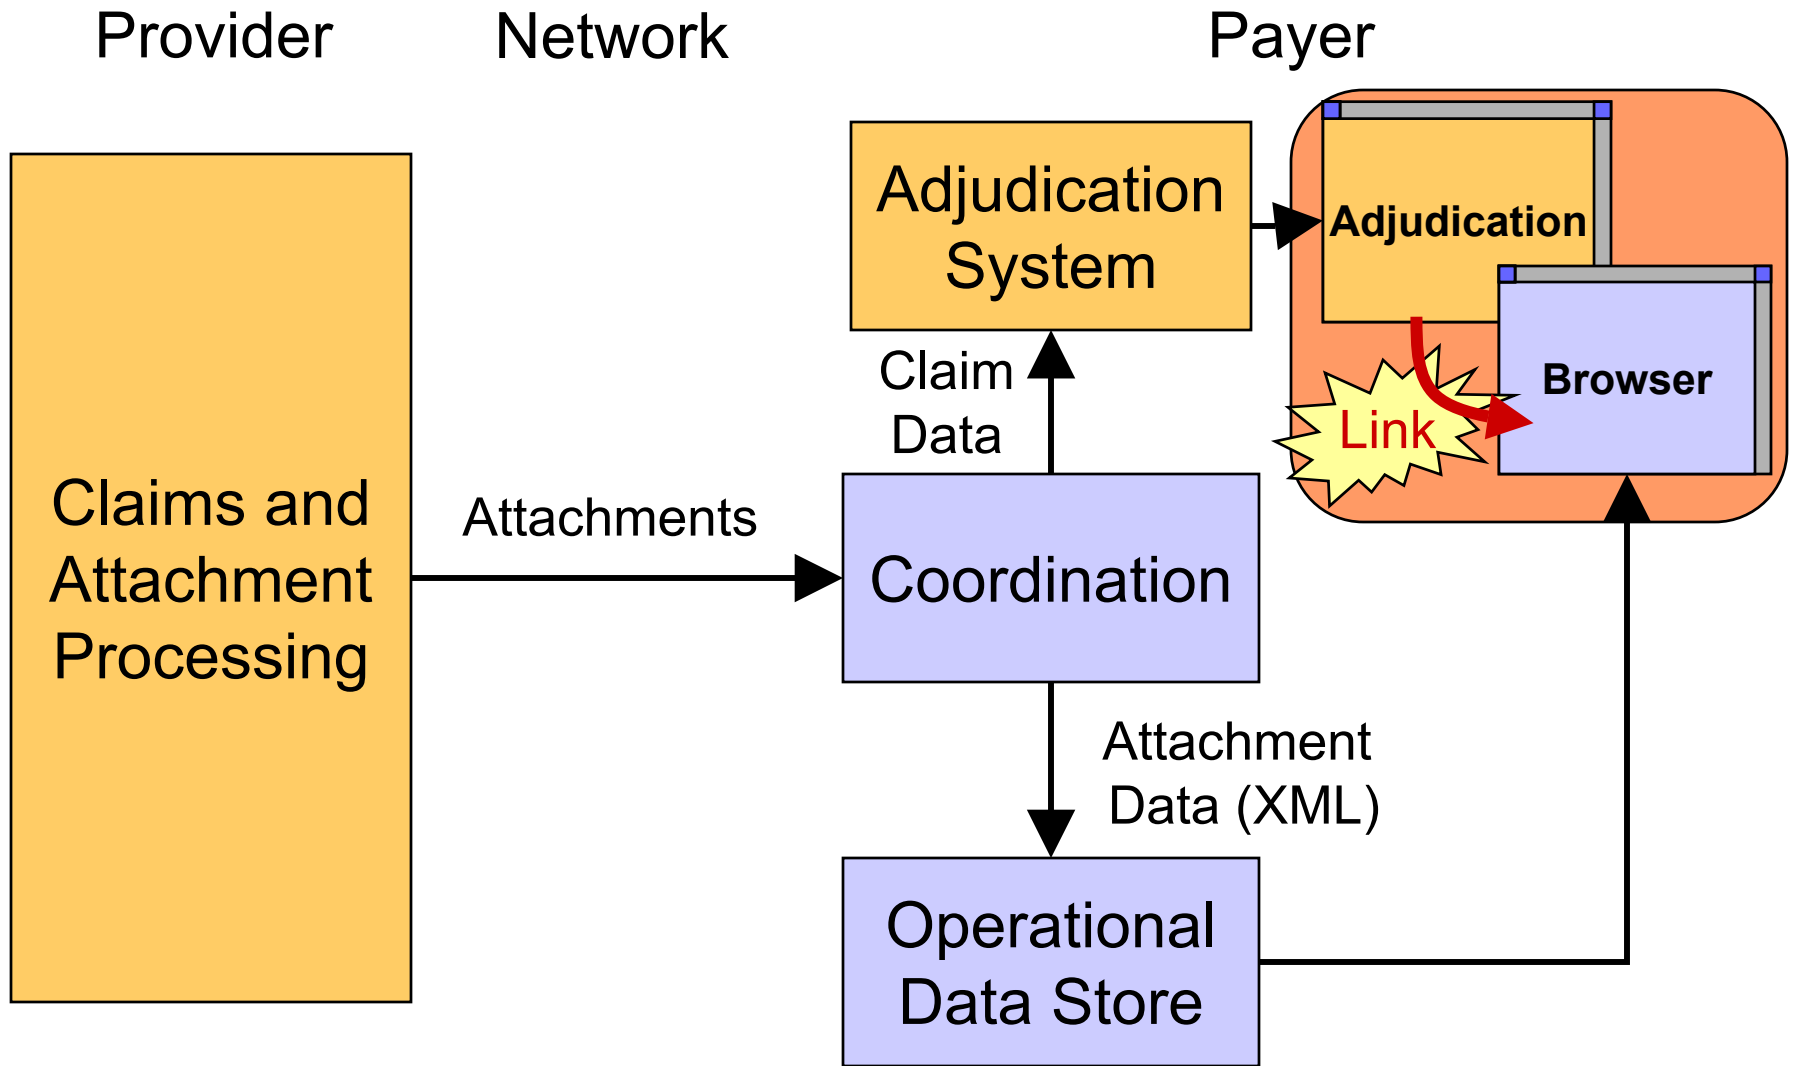 Provider
Network
Payer
Claims and
Attachment
Processing
Attachments
Adjudication
System
Claim
Data
Coordination
Attachment
Data (XML)
Operational
Data Store
Adjudication
Browser
Link